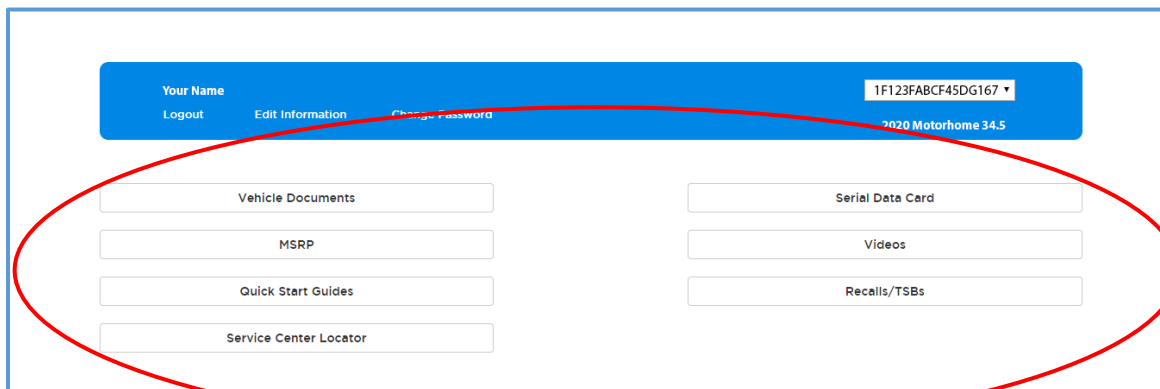 Your Name
1F123FABCF45DG167
Logout Edit Information Change Password
2020 Motorhome 34.5
Vehicle Documents
Serial Data Card
MSRP
Videos
Quick Start Guides
Recalls/TSBs
Service Center Locator